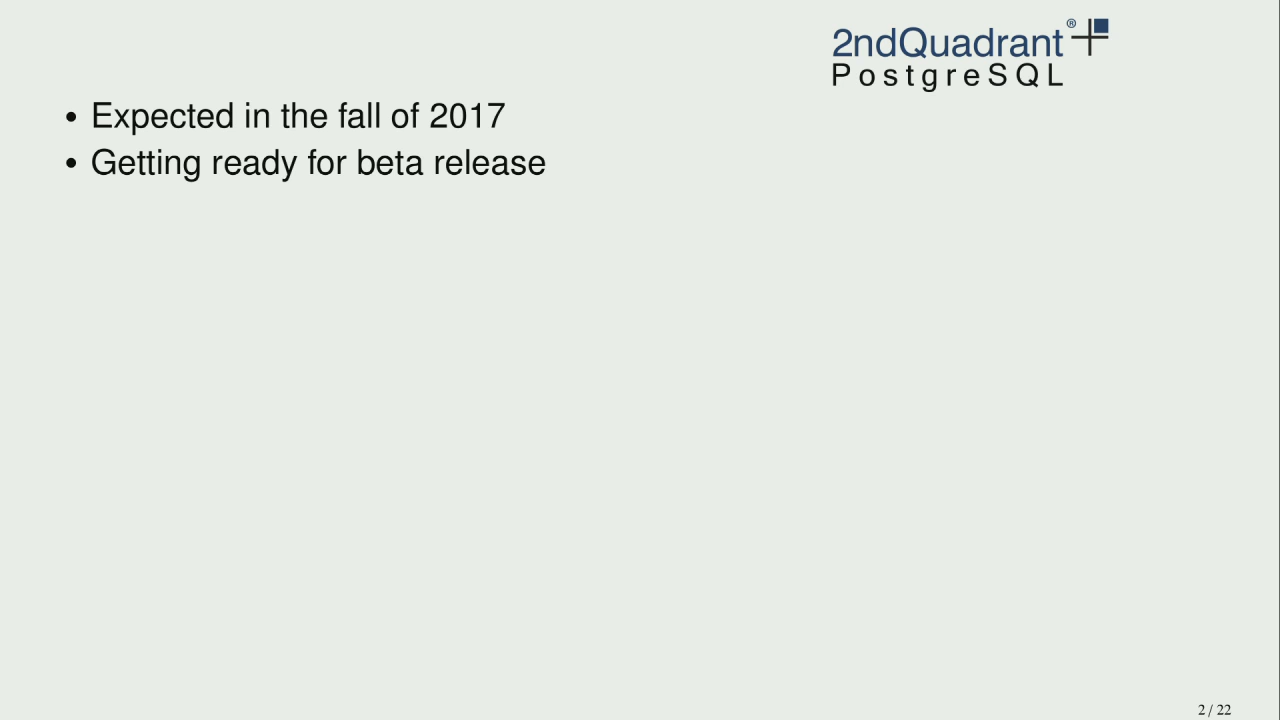 2ndQuadrant®
PostgreSQL
• Expected in the fall of 2017
• Getting ready for beta release
2 / 22